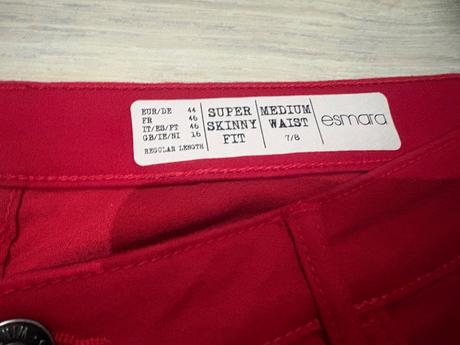 EUR/DE 44
FR 46
IT/ES/PT 46
GB/IE/NI 18
REGULAR LENGTH
SUPER
SKINNY
FIT
MEDIUM
WAIST
7/8
esmara